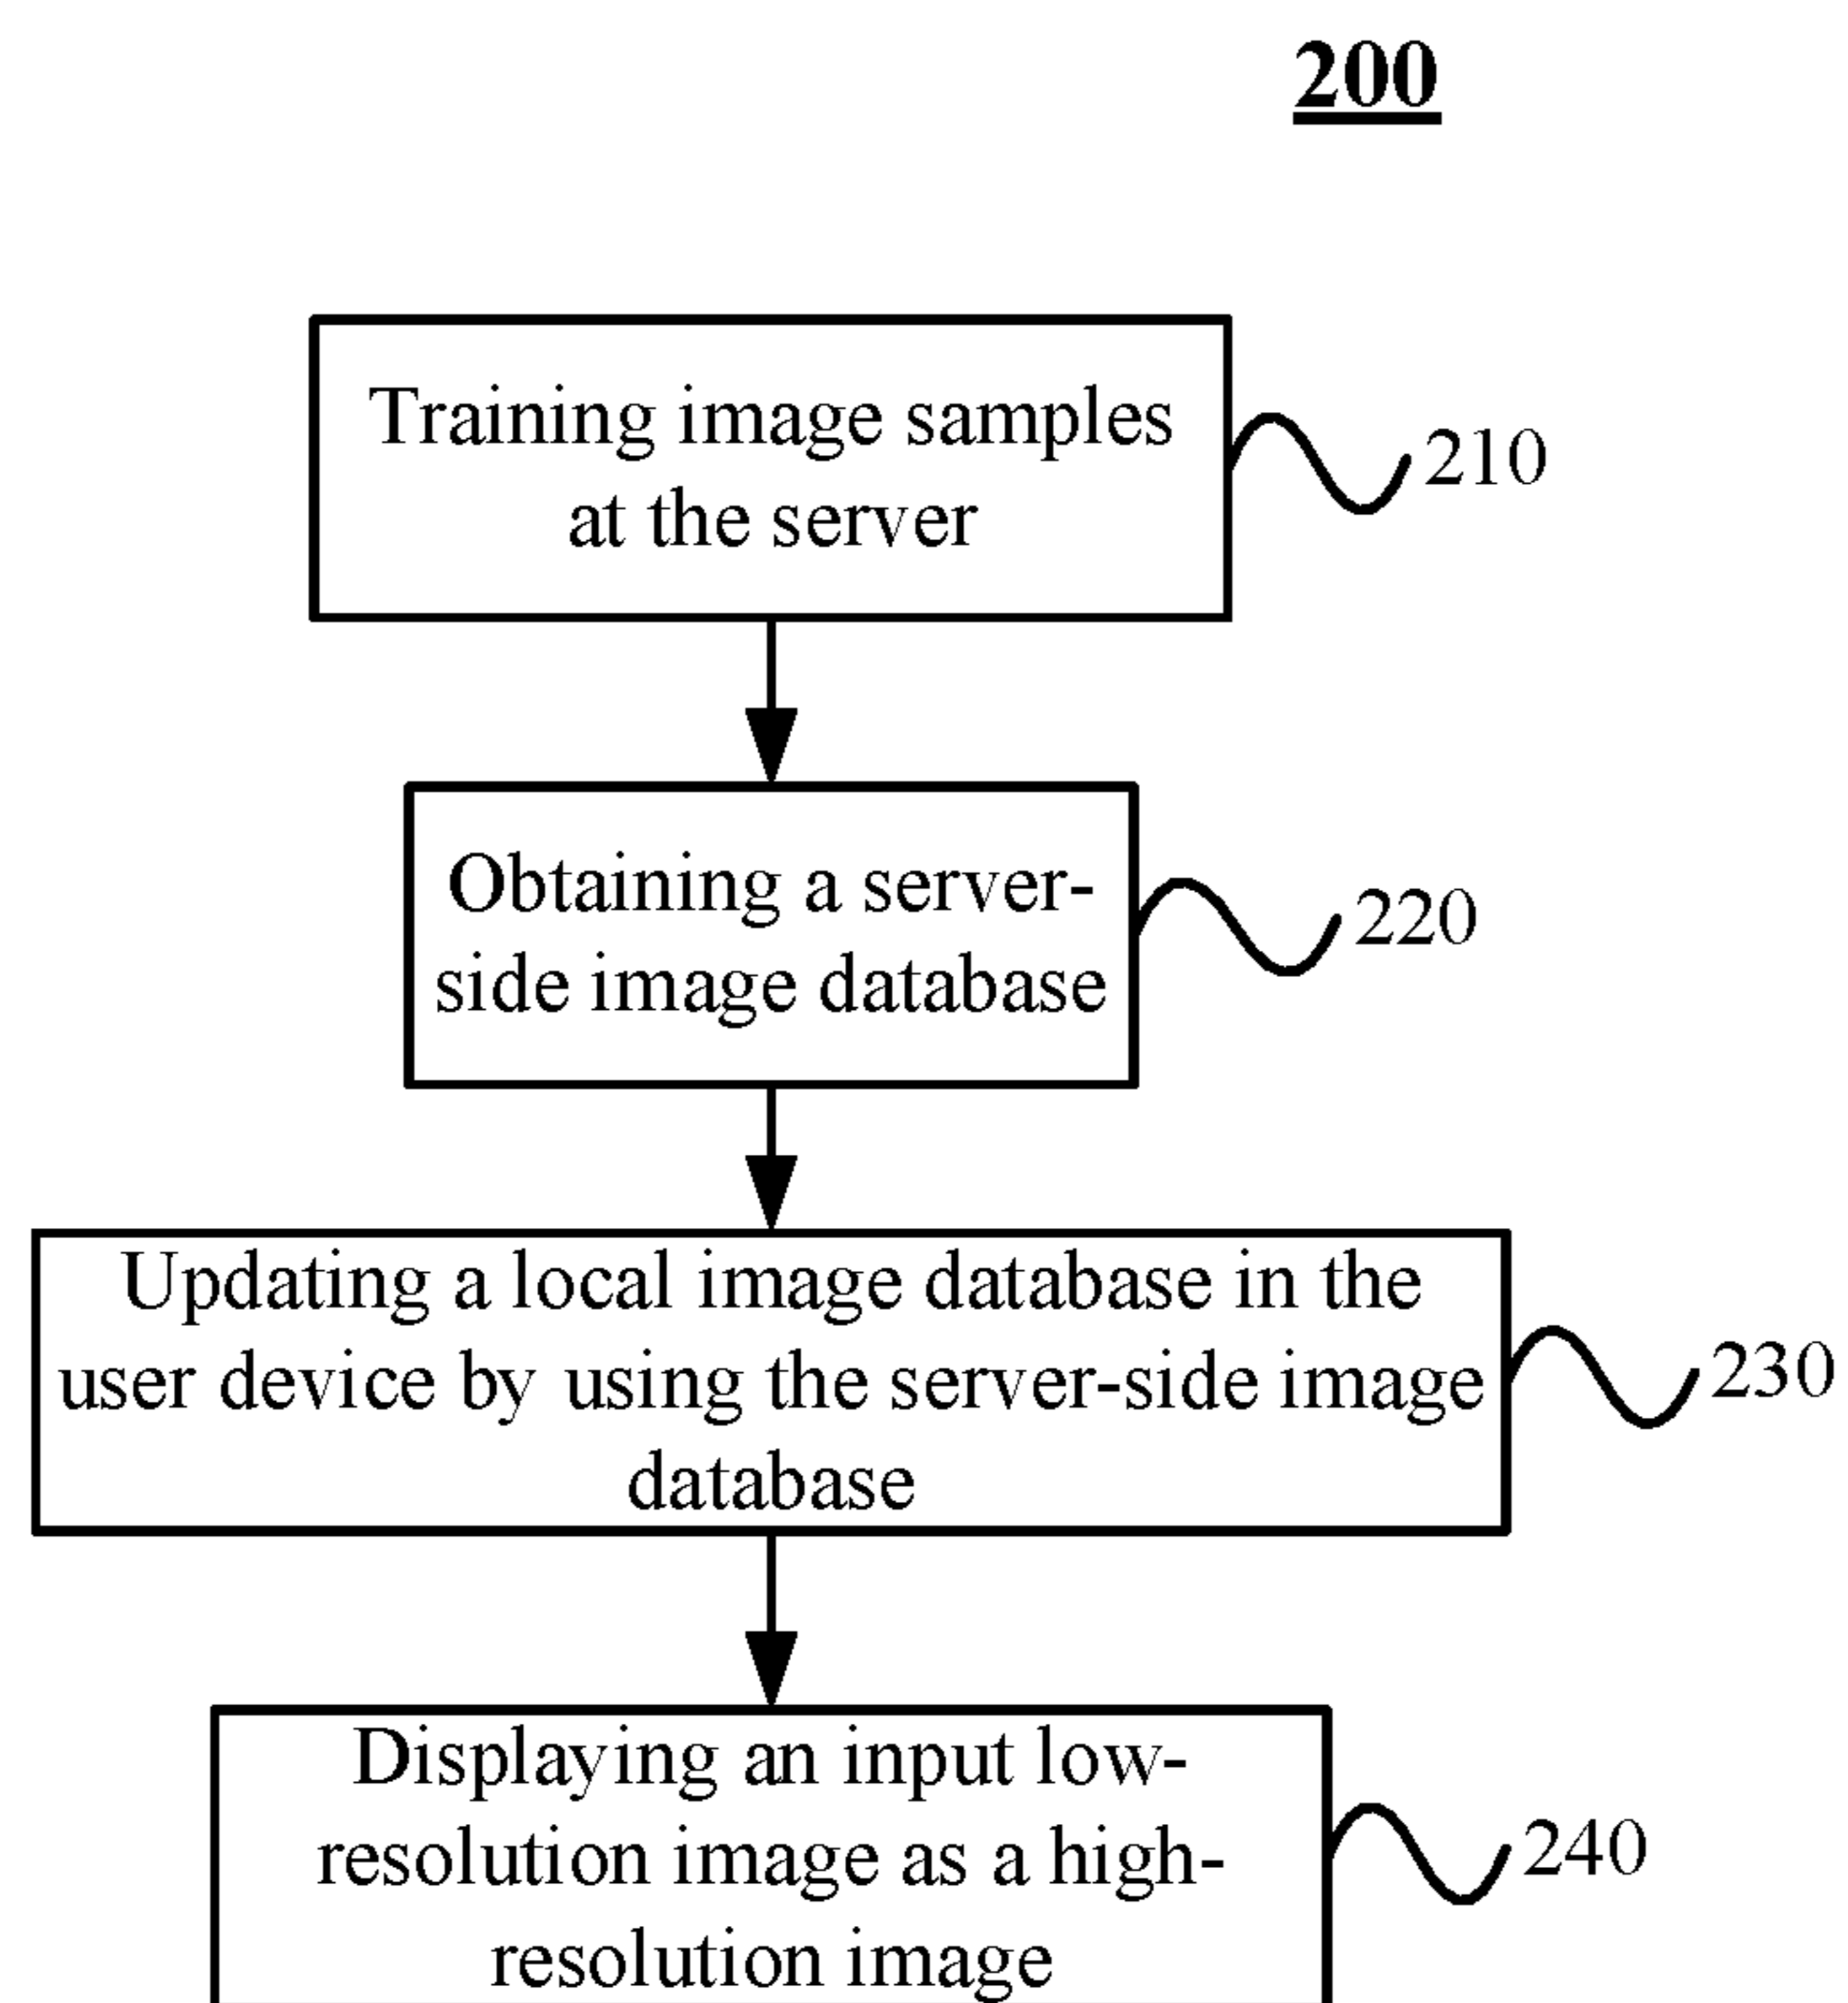 200
Training image samples
at the server
210
Obtaining a server-
side image database
220
Updating a local image database in the
user device by using the server-side image
database
230
Displaying an input low-
resolution image as a high-
resolution image
240